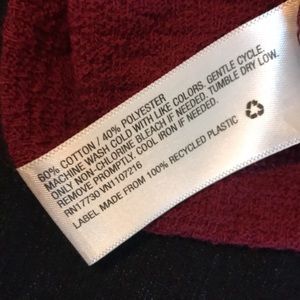 60% COTTON / 40% POLYESTER
MACHINE WASH COLD WITH LIKE COLORS. GENTLE CYCLE.
ONLY NON-CHLORINE BLEACH IF NEEDED. TUMBLE DRY LOW.
REMOVE PROMPTLY. COOL IRON IF NEEDED.
RN17730 VN1107216
LABEL MADE FROM 100% RECYCLED PLASTIC